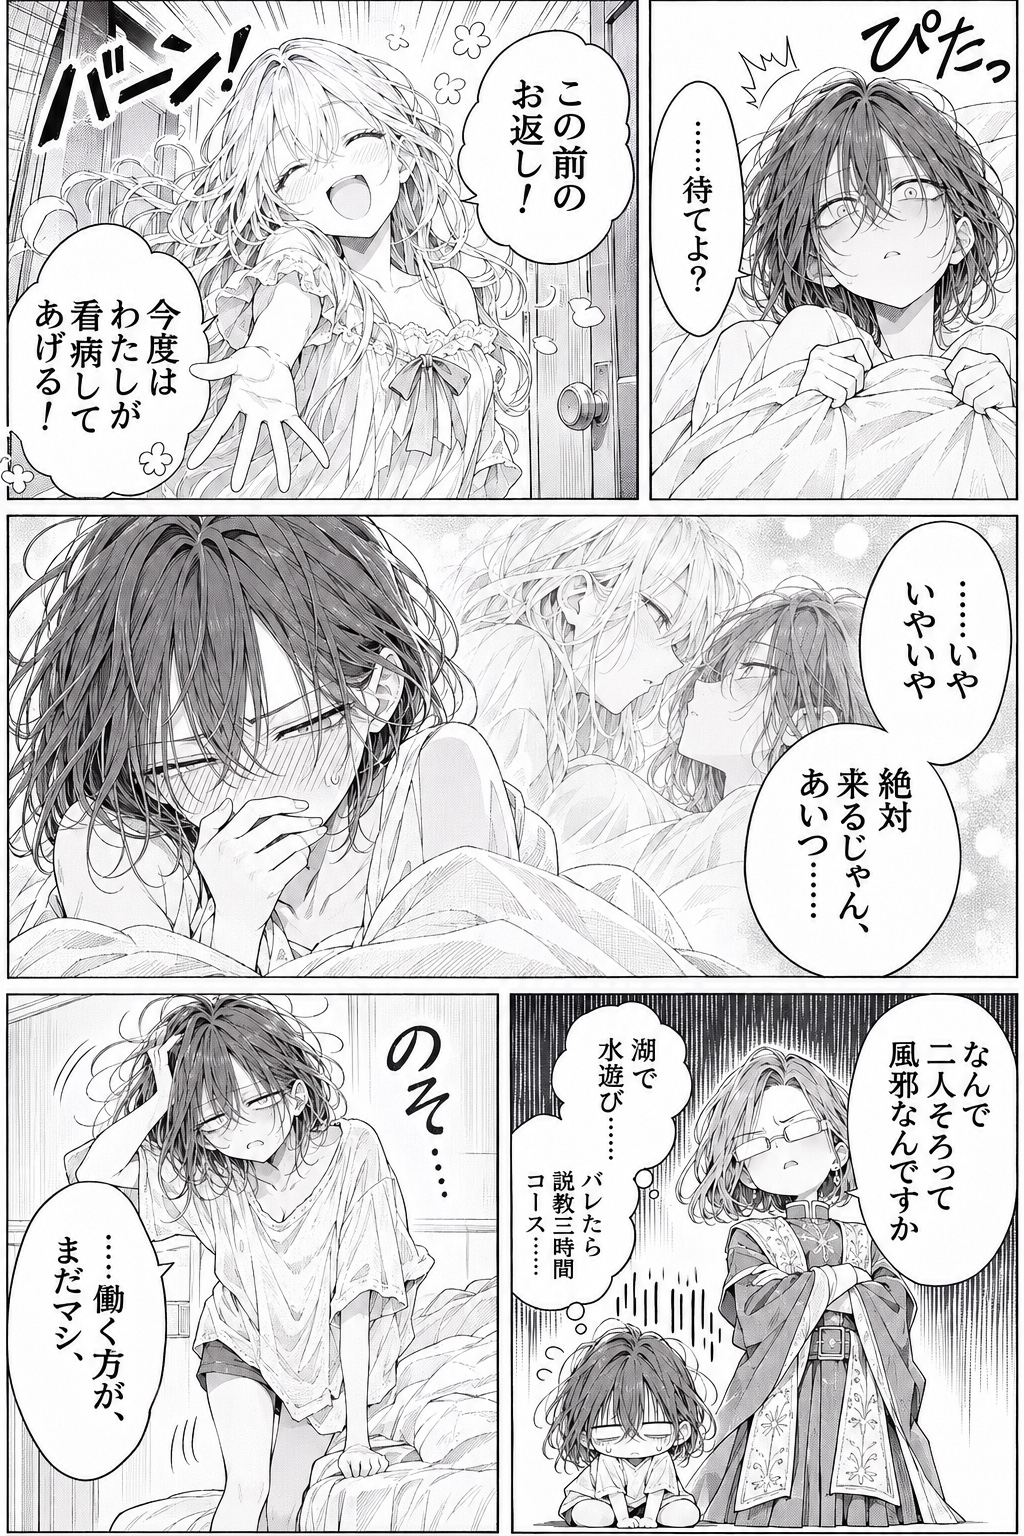 ぴたっ
……待てよ？
バーン！
この前の
お返し！
今度は
わたしが
看病して
あげる！
……いや
いやいや
絶対
来るじゃん、
あいつ……
なんで
二人そろって
風邪なんですか
湖で
水遊び……
バレたら
説教三時間
コース……
のそ……
……働く方が、
まだマシ、